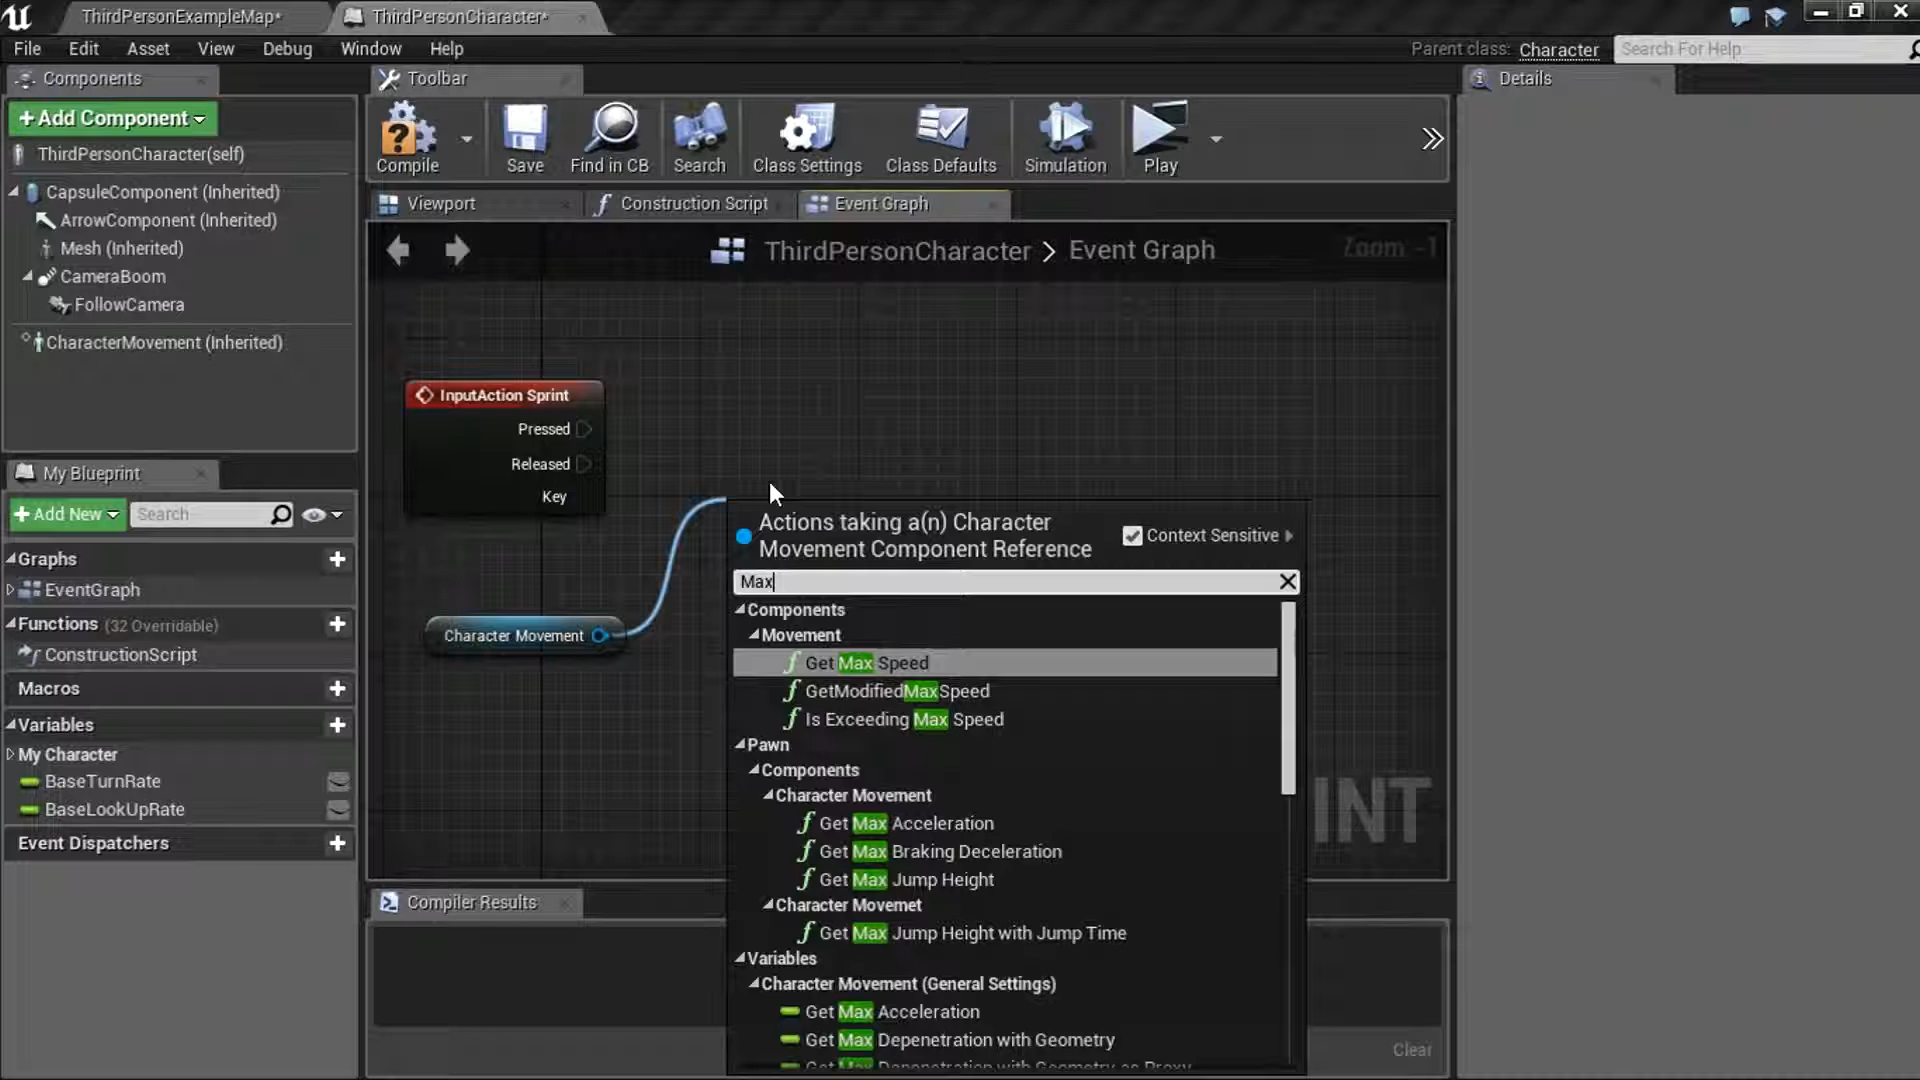 ThirdPersonExampleMap*
ThirdPersonCharacter*
File Edit Asset View Debug Window Help
Parent class: Character
Search For Help
Components
+Add Component
ThirdPersonCharacter(self)
CapsuleComponent (Inherited)
ArrowComponent (Inherited)
Mesh (Inherited)
CameraBoom
FollowCamera
CharacterMovement (Inherited)
My Blueprint
+Add New
Search
Graphs
EventGraph
Functions (32 Overridable)
ConstructionScript
Macros
Variables
My Character
BaseTurnRate
BaseLookUpRate
Event Dispatchers
Toolbar
Compile
Save
Find in CB
Search
Class Settings
Class Defaults
Simulation
Play
Viewport
Construction Script
Event Graph
ThirdPersonCharacter > Event Graph
Zoom -1
InputAction Sprint
Pressed
Released
Key
Character Movement
Actions taking a(n) Character
Movement Component Reference
Context Sensitive
Max
Components
Movement
Get Max Speed
GetModifiedMaxSpeed
Is Exceeding Max Speed
Pawn
Components
Character Movement
Get Max Acceleration
Get Max Braking Deceleration
Get Max Jump Height
Character Movemet
Get Max Jump Height with Jump Time
Variables
Character Movement (General Settings)
Get Max Acceleration
Get Max Depenetration with Geometry
Get Max Depenetration with Geometry as Proxy
INT
Compiler Results
Clear
Details